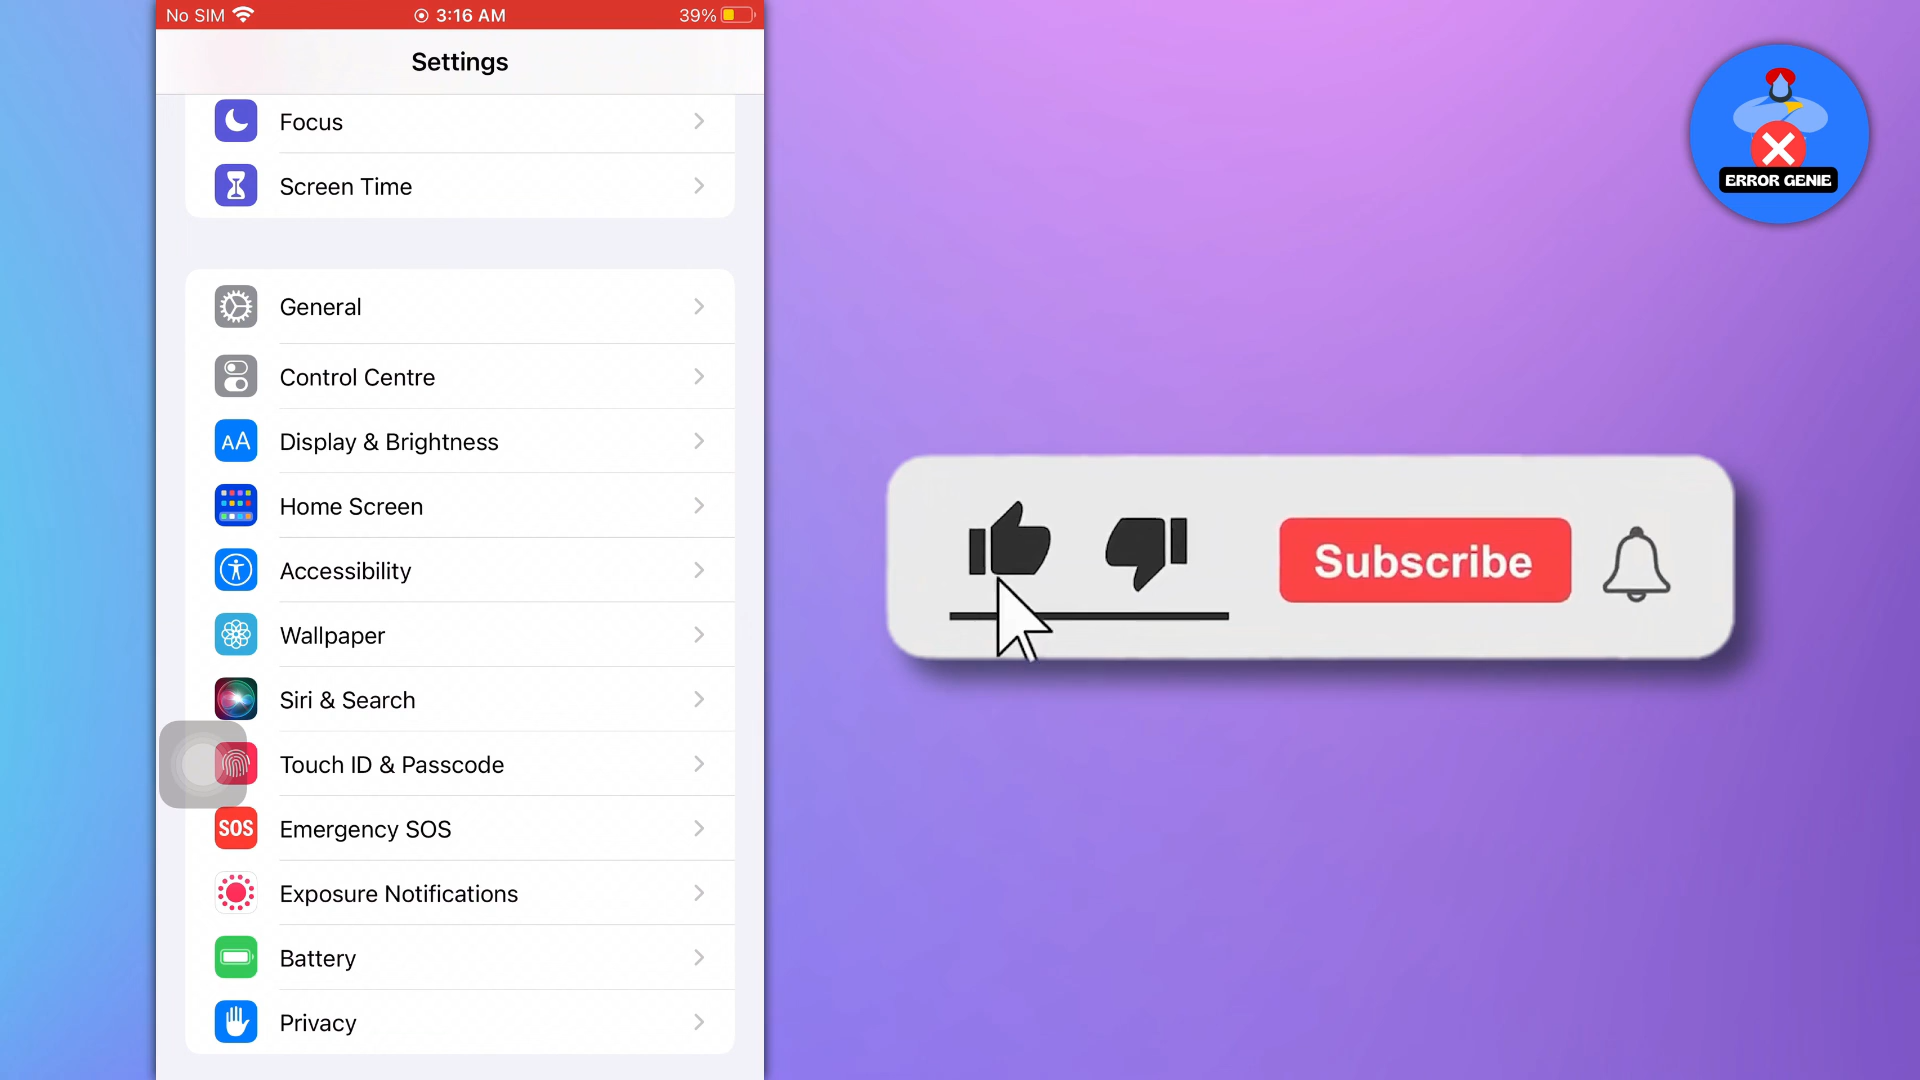 No SIM 3:16 AM 39%
Settings
Focus
Screen Time
General
Control Centre
AA Display & Brightness
Home Screen
Accessibility
Wallpaper
Siri & Search
Touch ID & Passcode
SOS Emergency SOS
Exposure Notifications
Battery
Privacy
ERROR GENIE
Subscribe